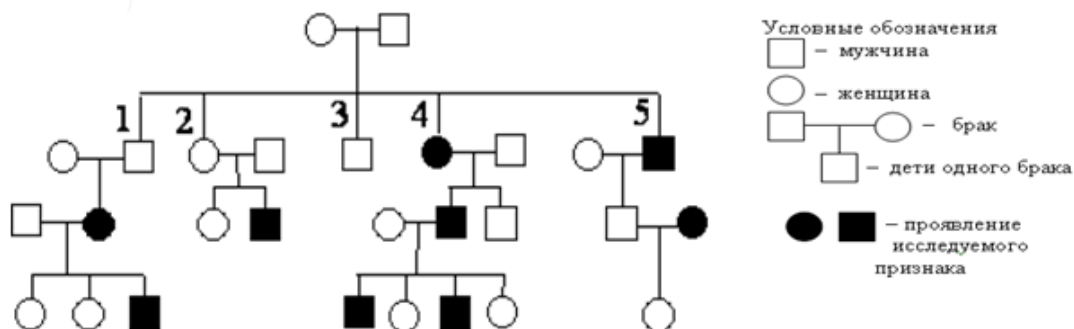 1 2 3 4 5
Условные обозначения
– мужчина
– женщина
– брак
– дети одного брака
– проявление
исследуемого
признака